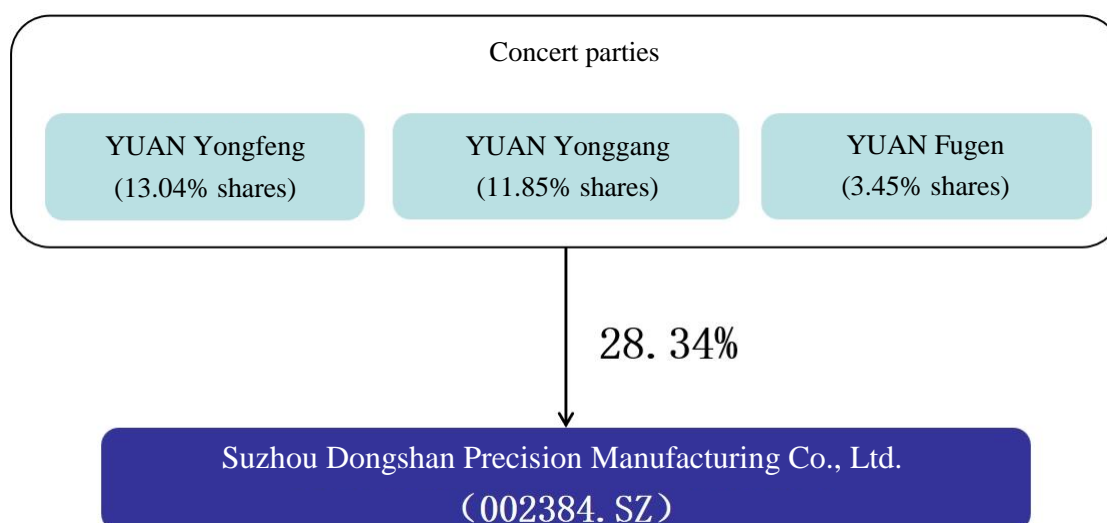 Concert parties
YUAN Yongfeng
(13.04% shares)
YUAN Yonggang
(11.85% shares)
YUAN Fugen
(3.45% shares)
28.34%
Suzhou Dongshan Precision Manufacturing Co., Ltd.
（002384.SZ）